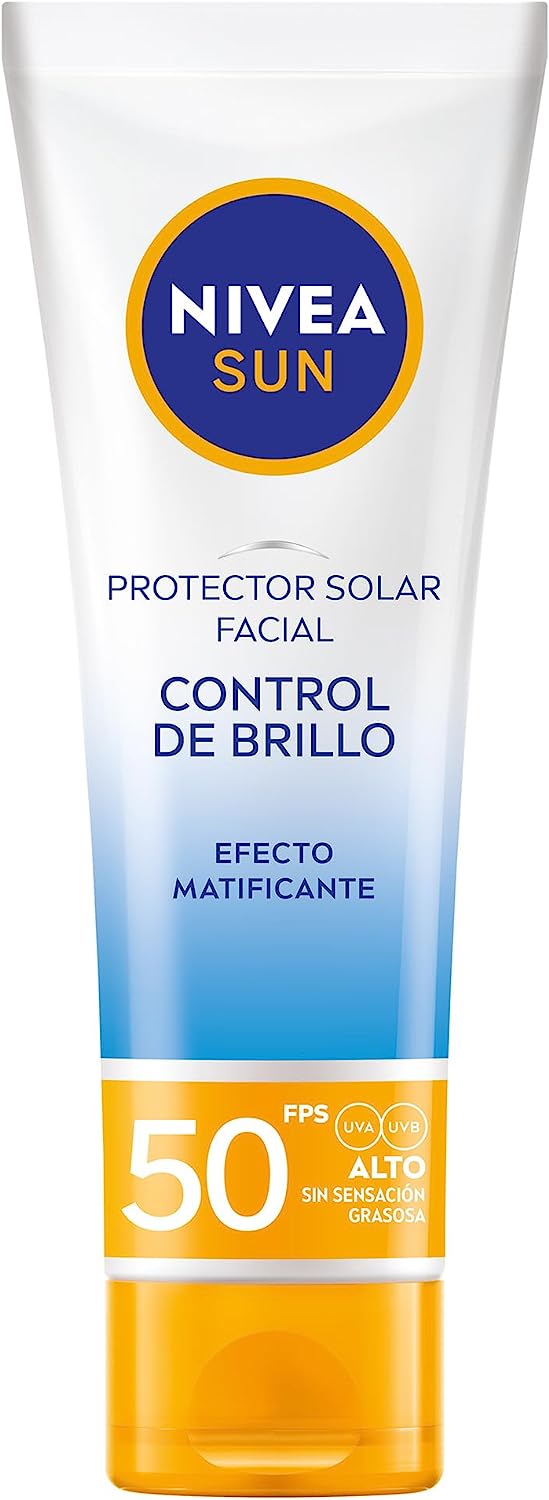 NIVEA
SUN
PROTECTOR SOLAR
FACIAL
CONTROL
DE BRILLO
EFECTO
MATIFICANTE
50 FPS UVA UVB
ALTO
SIN SENSACIÓN
GRASOSA